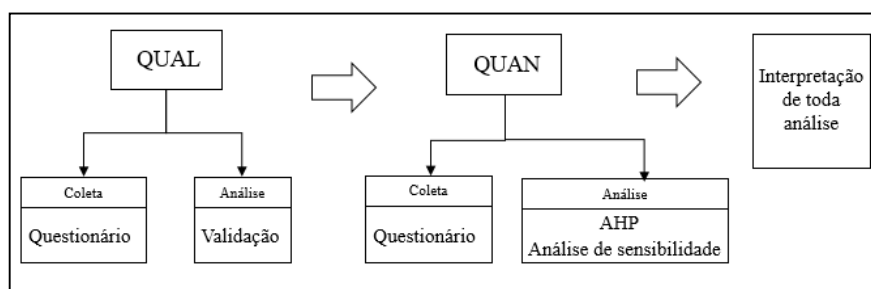 QUAL
QUAN
Interpretação
de toda
análise
Coleta
Questionário
Análise
Validação
Coleta
Questionário
Análise
AHP
Análise de sensibilidade